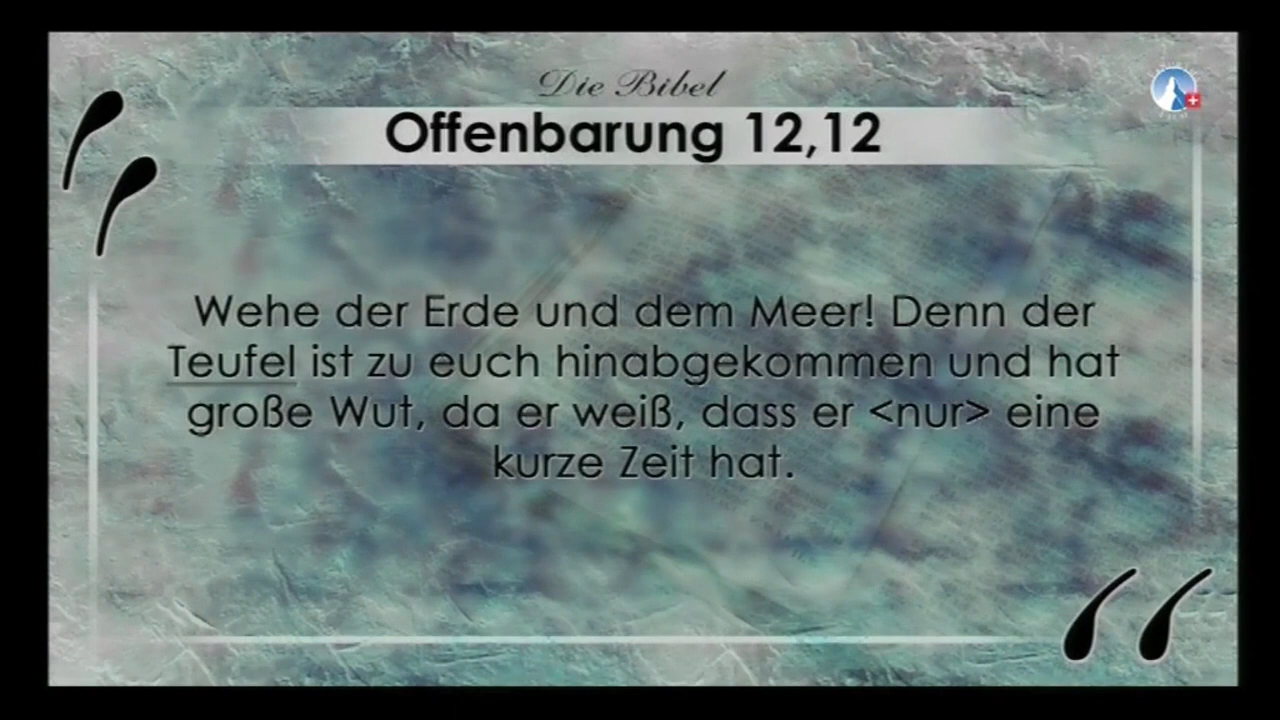 Die Bibel
Offenbarung 12,12
Wehe der Erde und dem Meer! Denn der
Teufel ist zu euch hinabgekommen und hat
große Wut, da er weiß, dass er <nur> eine
kurze Zeit hat.